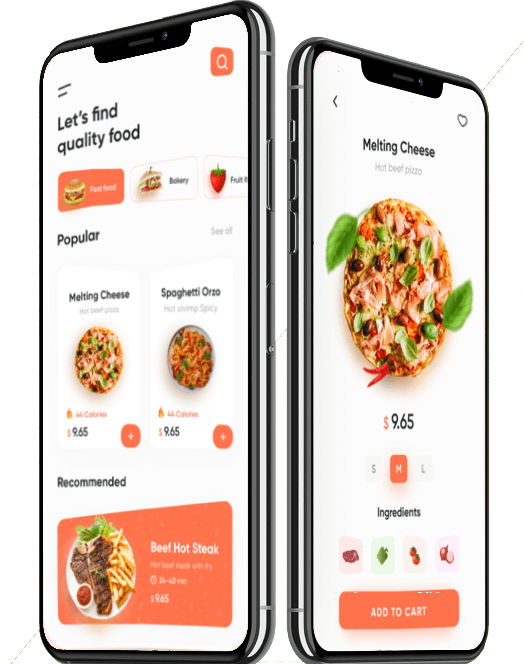 Let's find
quality food
Fast food
Bakery
Fruit it
Popular
See all
Melting Cheese
Hot beef pizza
44 Calories
$ 9.65
+
Spaghetti Orzo
Hot shrimp Spicy
44 Calories
$ 9.65
+
Recommended
Beef Hot Steak
Hot beef steak with fry
24-40 min
$ 9.65
Melting Cheese
Hot beef pizza
$ 9.65
S M L
Ingredients
ADD TO CART